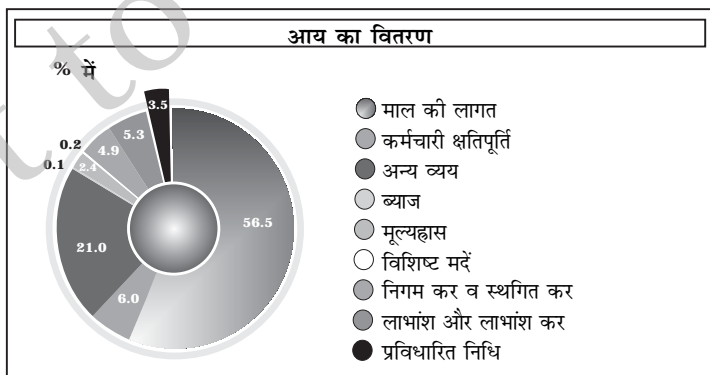 आय का वितरण
% में
3.5
5.3
4.9
0.2
2.4
0.1
21.0
6.0
56.5
माल की लागत
कर्मचारी क्षतिपूर्ति
अन्य व्यय
ब्याज
मूल्यह्रास
विशिष्ट मदें
निगम कर व स्थगित कर
लाभांश और लाभांश कर
प्रविधारित निधि